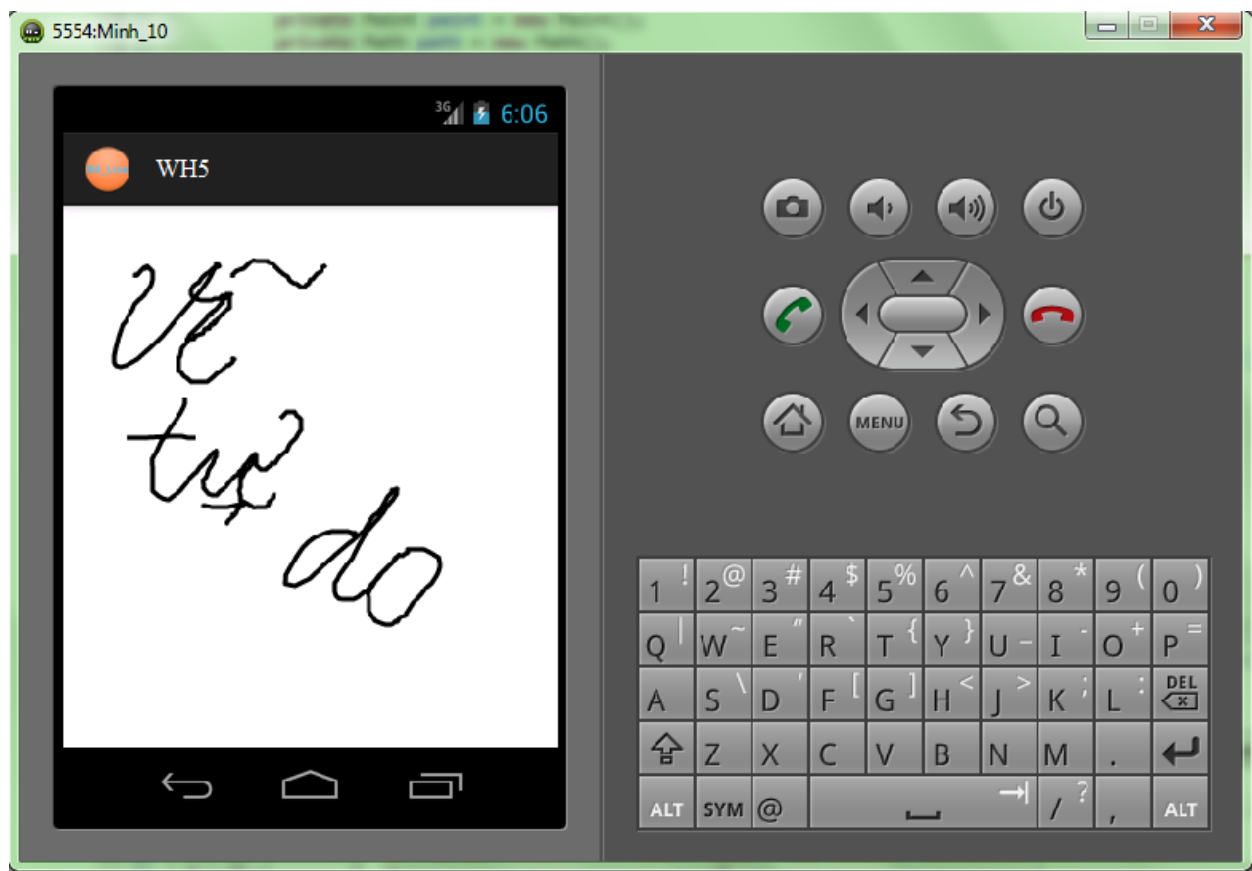 5554:Minh_10
3G 6:06
WH5
vẽ
tự
do
MENU
1 ! 2 @ 3 # 4 $ 5 % 6 ^ 7 & 8 * 9 ( 0 )
Q | W ~ E " R ` T { Y } U _ I - O + P =
A S \ D ' F [ G ] H < J > K ; L : DEL
Z X C V B N M .
ALT SYM @ / ? , ALT